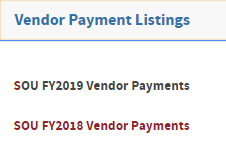 Vendor Payment Listings
SOU FY2019 Vendor Payments
SOU FY2018 Vendor Payments